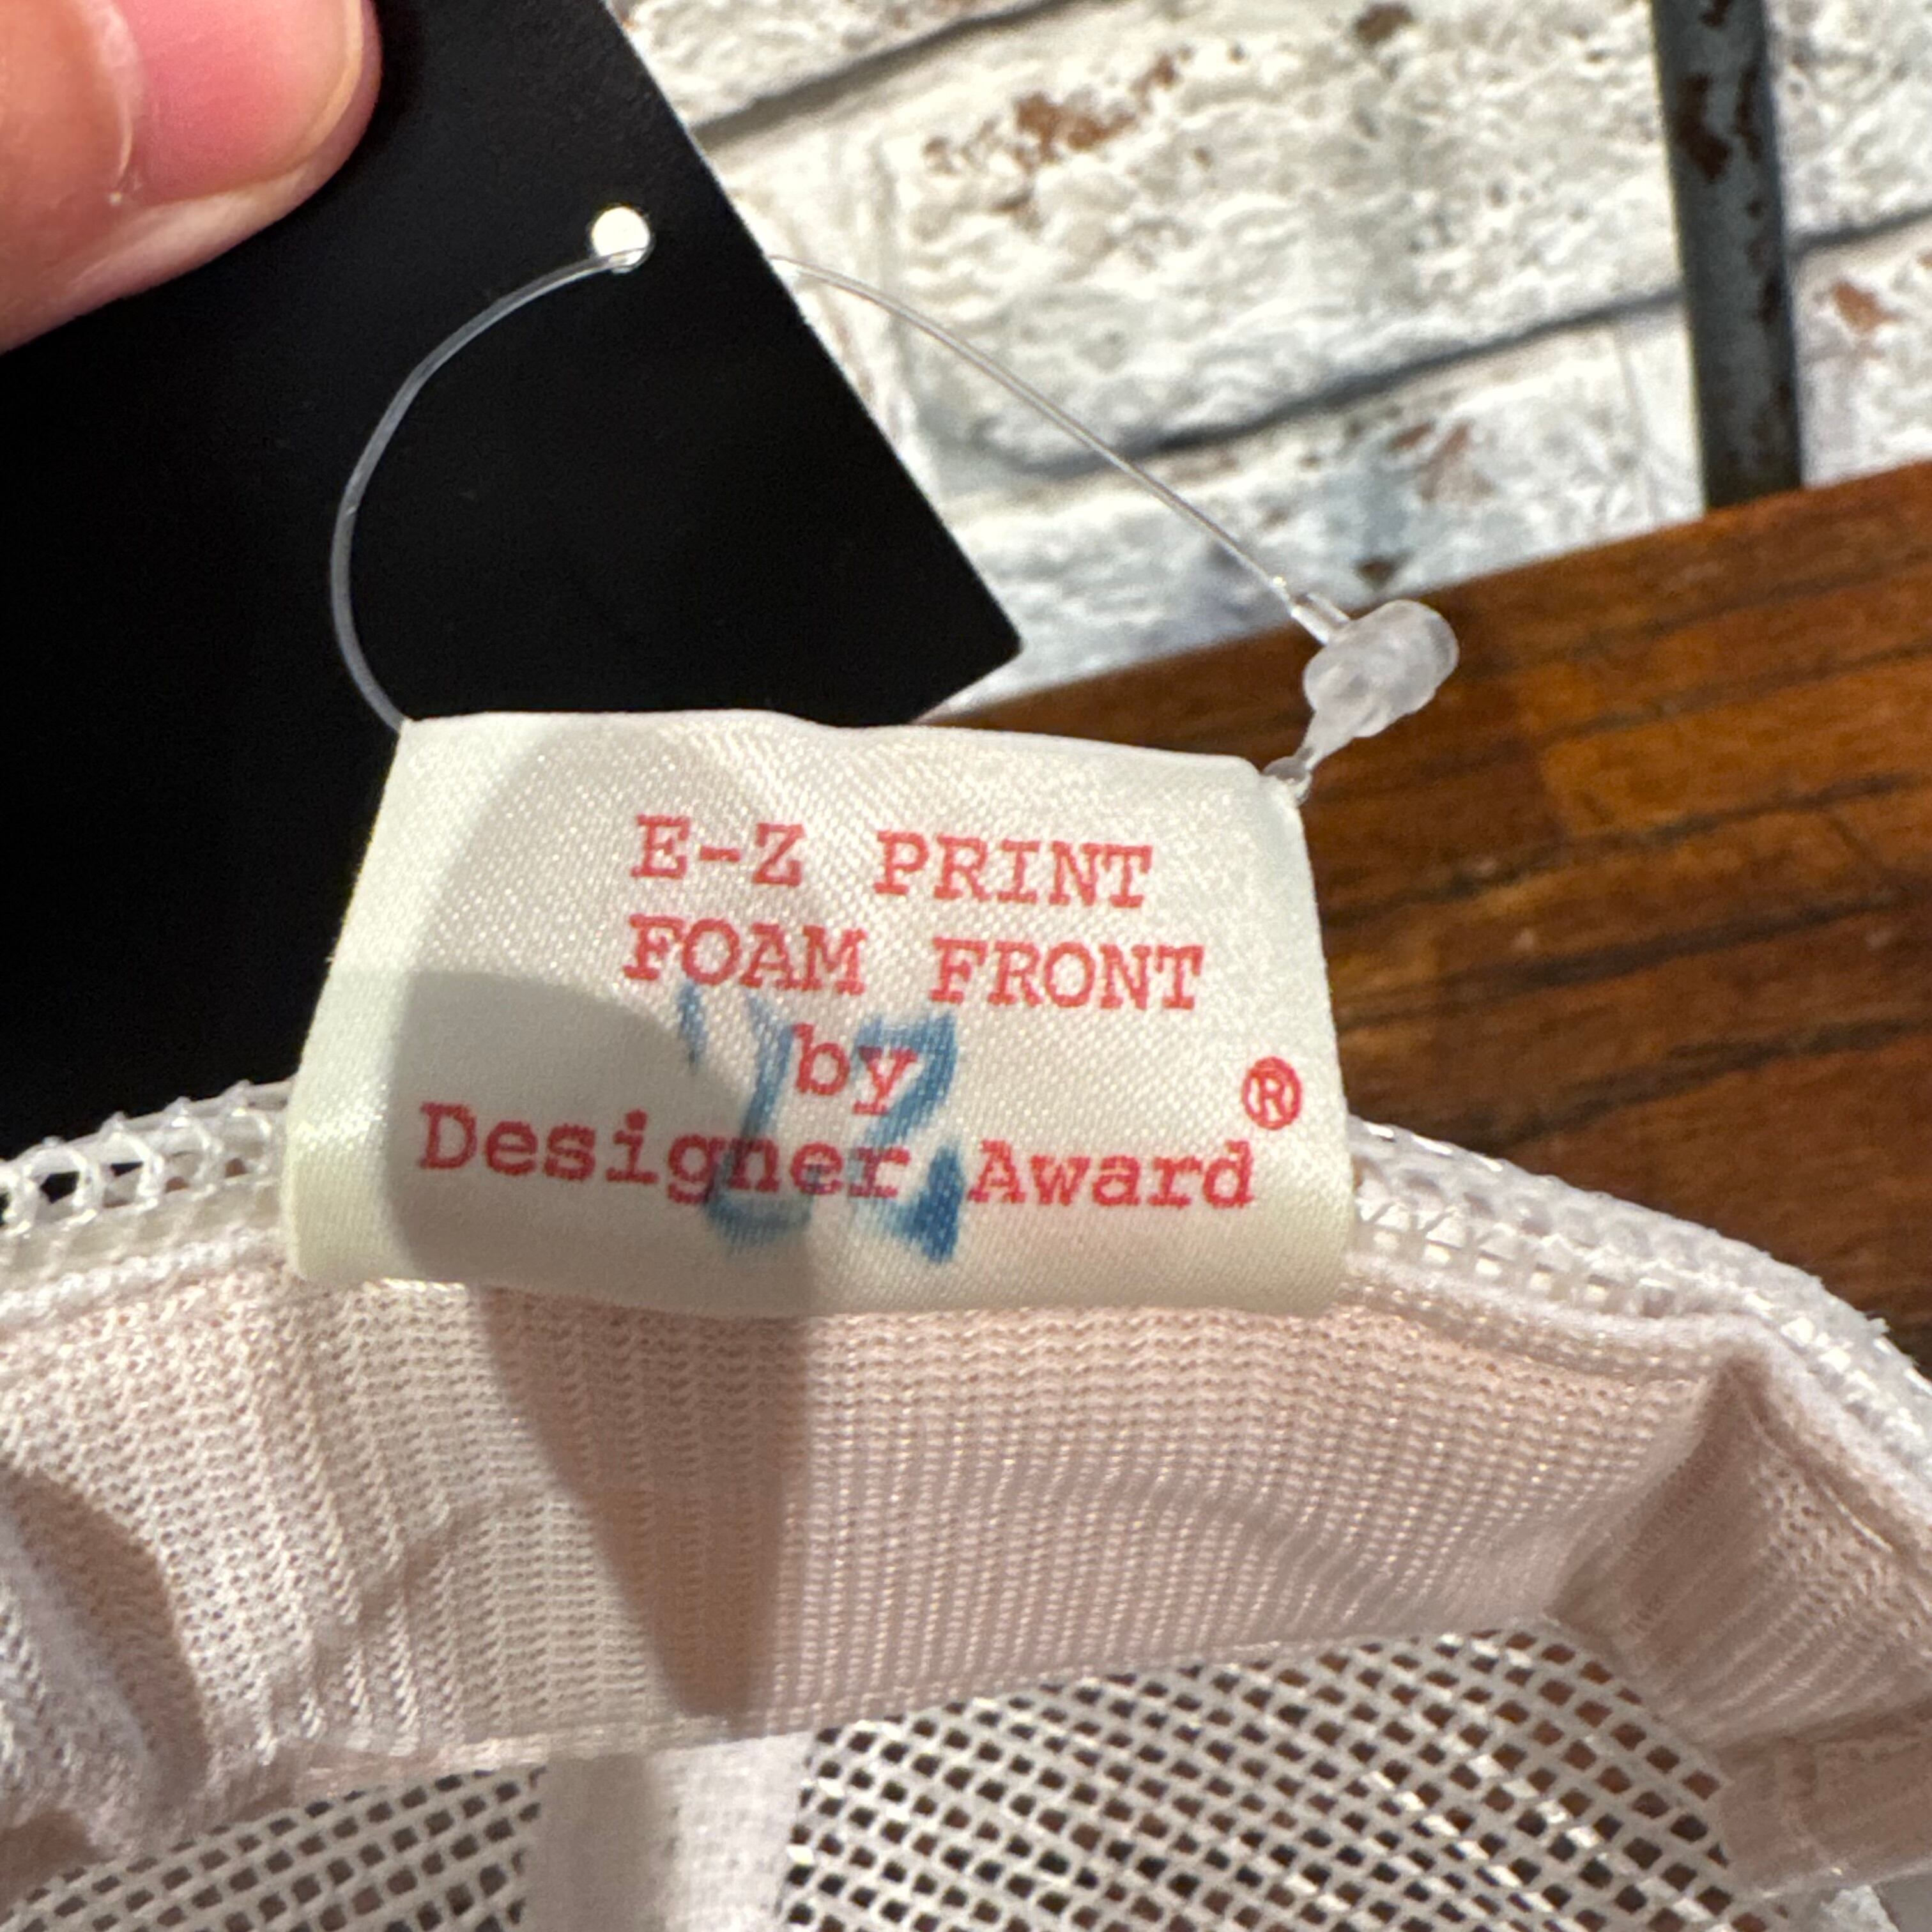 E-Z PRINT
FOAM FRONT
by
Designer Award®